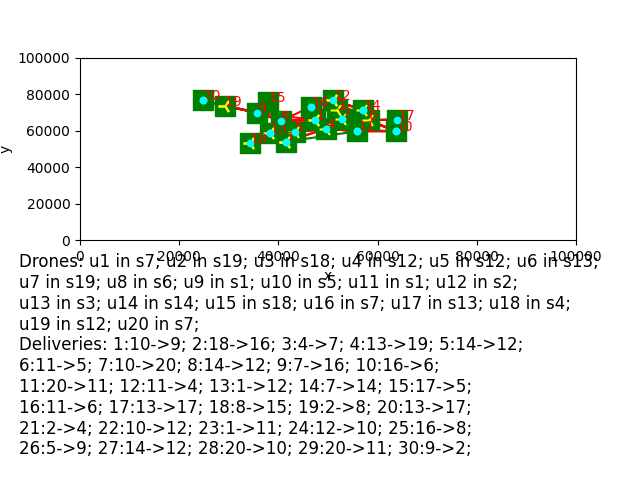 100000
80000
60000
40000
20000
0
y
0 20000 40000 60000 80000 100000
x
Drones: u1 in s7; u2 in s19; u3 in s18; u4 in s12; u5 in s12; u6 in s13;
u7 in s19; u8 in s6; u9 in s1; u10 in s5; u11 in s1; u12 in s2;
u13 in s3; u14 in s14; u15 in s18; u16 in s7; u17 in s13; u18 in s4;
u19 in s12; u20 in s7;
Deliveries: 1:10->9; 2:18->16; 3:4->7; 4:13->19; 5:14->12;
6:11->5; 7:10->20; 8:14->12; 9:7->16; 10:16->6;
11:20->11; 12:11->4; 13:1->12; 14:7->14; 15:17->5;
16:11->6; 17:13->17; 18:8->15; 19:2->8; 20:13->17;
21:2->4; 22:10->12; 23:1->11; 24:12->10; 25:16->8;
26:5->9; 27:14->12; 28:20->10; 29:20->11; 30:9->2;